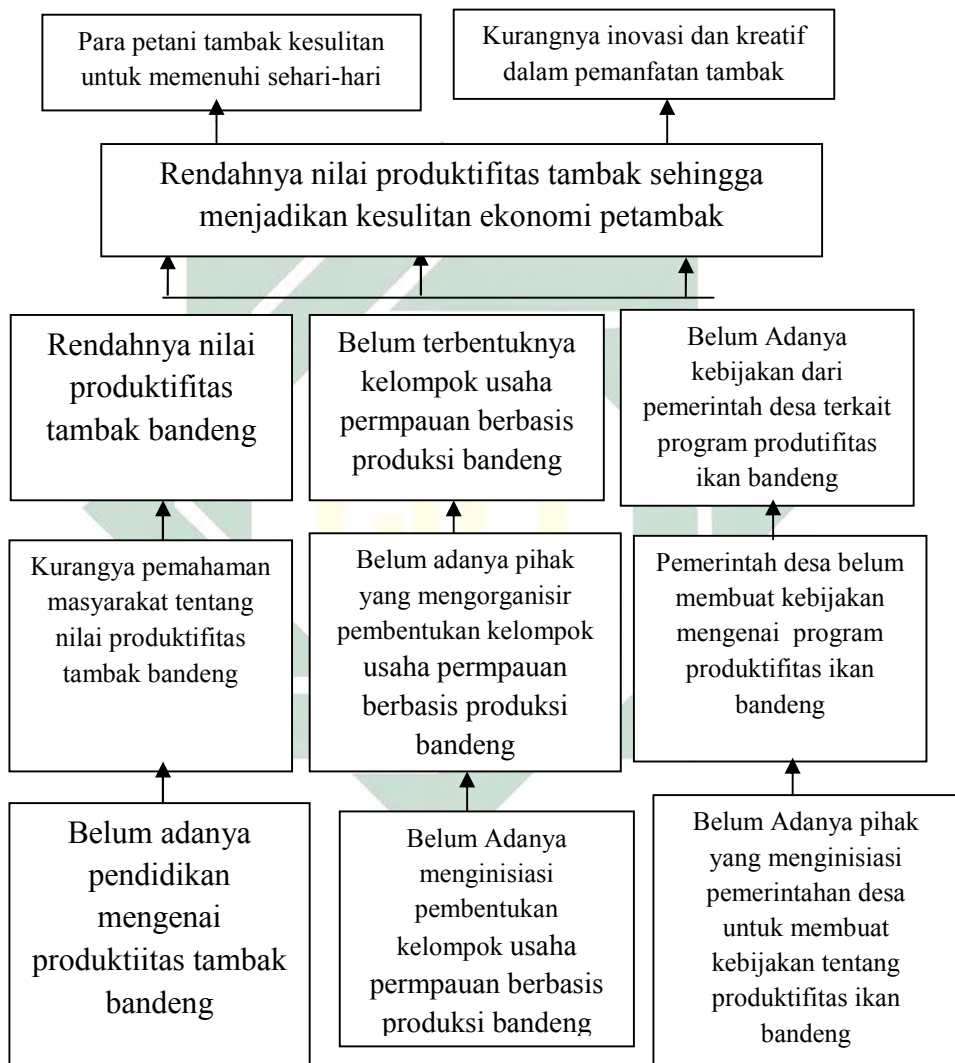 Para petani tambak kesulitan
untuk memenuhi sehari-hari
Kurangnya inovasi dan kreatif
dalam pemanfatan tambak
Rendahnya nilai produktifitas tambak sehingga
menjadikan kesulitan ekonomi petambak
Rendahnya nilai
produktifitas
tambak bandeng
Belum terbentuknya
kelompok usaha
permpauan berbasis
produksi bandeng
Belum Adanya
kebijakan dari
pemerintah desa terkait
program produtifitas
ikan bandeng
Kurangya pemahaman
masyarakat tentang
nilai produktifitas
tambak bandeng
Belum adanya pihak
yang mengorganisir
pembentukan kelompok
usaha permpauan
berbasis produksi
bandeng
Pemerintah desa belum
membuat kebijakan
mengenai program
produktifitas ikan
bandeng
Belum adanya
pendidikan
mengenai
produktiitas tambak
bandeng
Belum Adanya
menginisiasi
pembentukan
kelompok usaha
permpauan berbasis
produksi bandeng
Belum Adanya pihak
yang menginisiasi
pemerintahan desa
untuk membuat
kebijakan tentang
produktifitas ikan
bandeng